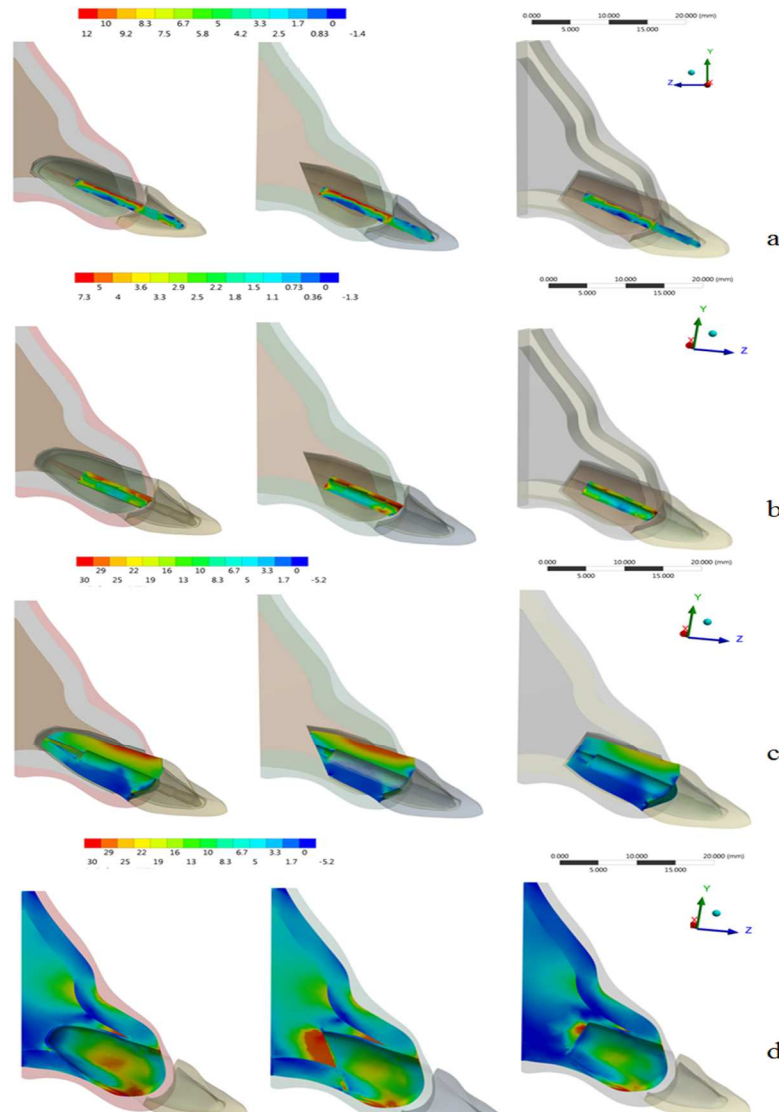 10 8.3 6.7 5 3.3 1.7 0
12 9.2 7.5 5.8 4.2 2.5 0.83 -1.4
0.000 10.000 20.000 (mm)
5.000 15.000
Y
Z X
a
5 3.6 2.9 2.2 1.5 0.73 0
7.3 4 3.3 2.5 1.8 1.1 0.36 -1.3
0.000 10.000 20.000 (mm)
5.000 15.000
Y
X
Z
b
29 22 16 10 6.7 3.3 0
30 25 19 13 8.3 5 1.7 -5.2
0.000 10.000 20.000 (mm)
5.000 15.000
Y
X
Z
c
29 22 16 10 6.7 3.3 0
30 25 19 13 8.3 5 1.7 -5.2
0.000 10.000 20.000 (mm)
5.000 15.000
Y
X
Z
d